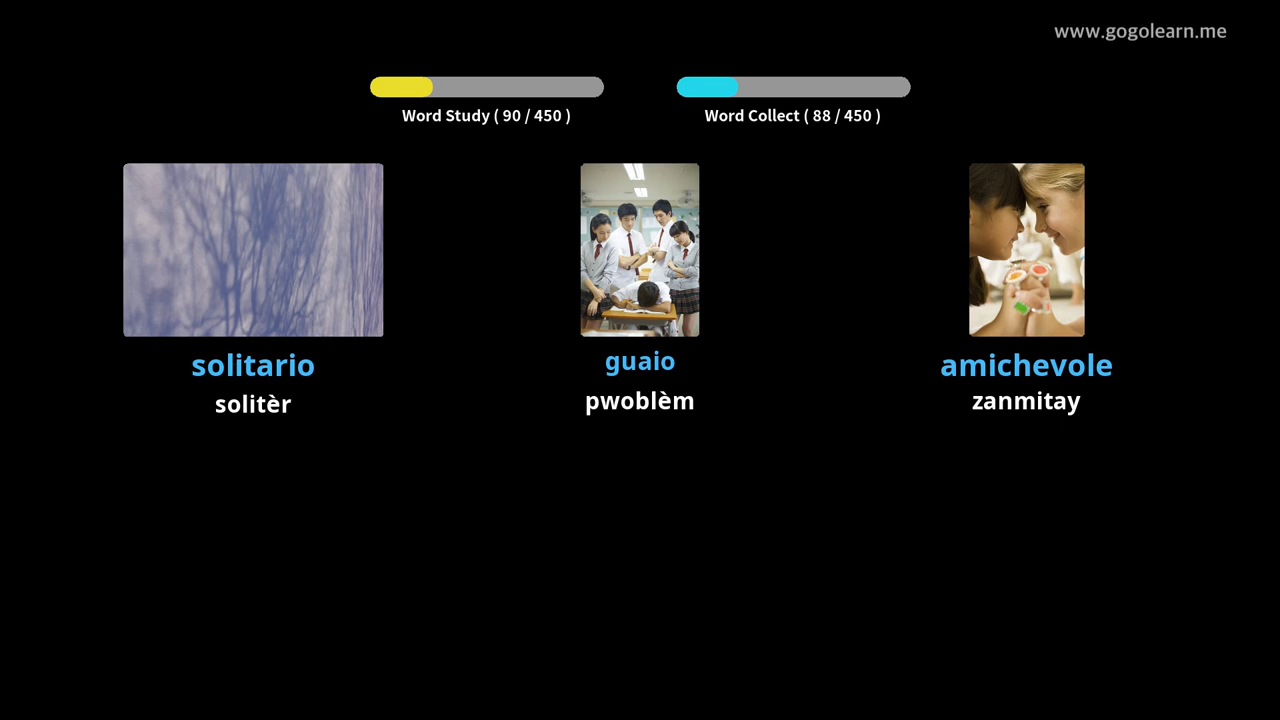 www.gogolearn.me
Word Study ( 90 / 450 )
Word Collect ( 88 / 450 )
solitario
solitèr
guaio
pwoblèm
amichevole
zanmitay